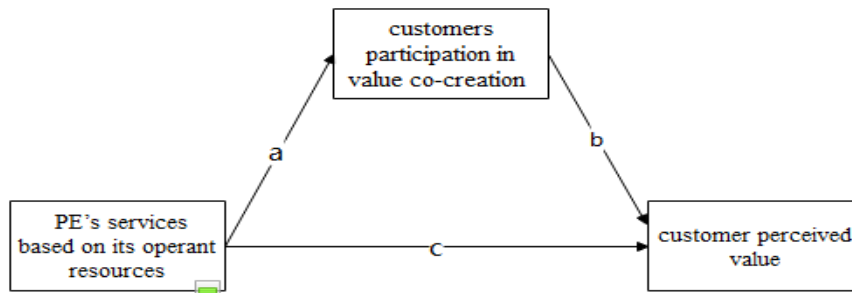 customers
participation in
value co-creation
a
b
PE's services
based on its operant
resources
c
customer perceived
value